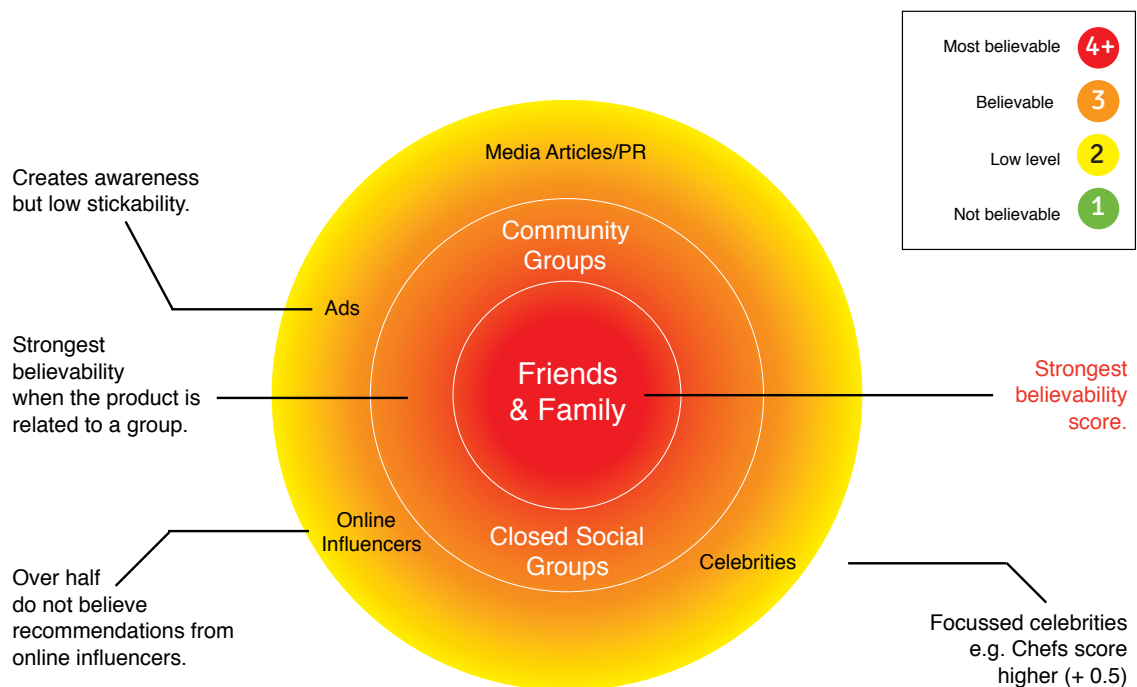 Most believable 4+
Believable 3
Low level 2
Not believable 1
Media Articles/PR
Creates awareness
but low stickability.
Community
Groups
Ads
Strongest
believability
when the product is
related to a group.
Friends
& Family
Strongest
believability
score.
Online
Influencers
Closed Social
Groups
Celebrities
Over half
do not believe
recommendations from
online influencers.
Focussed celebrities
e.g. Chefs score
higher (+ 0.5)